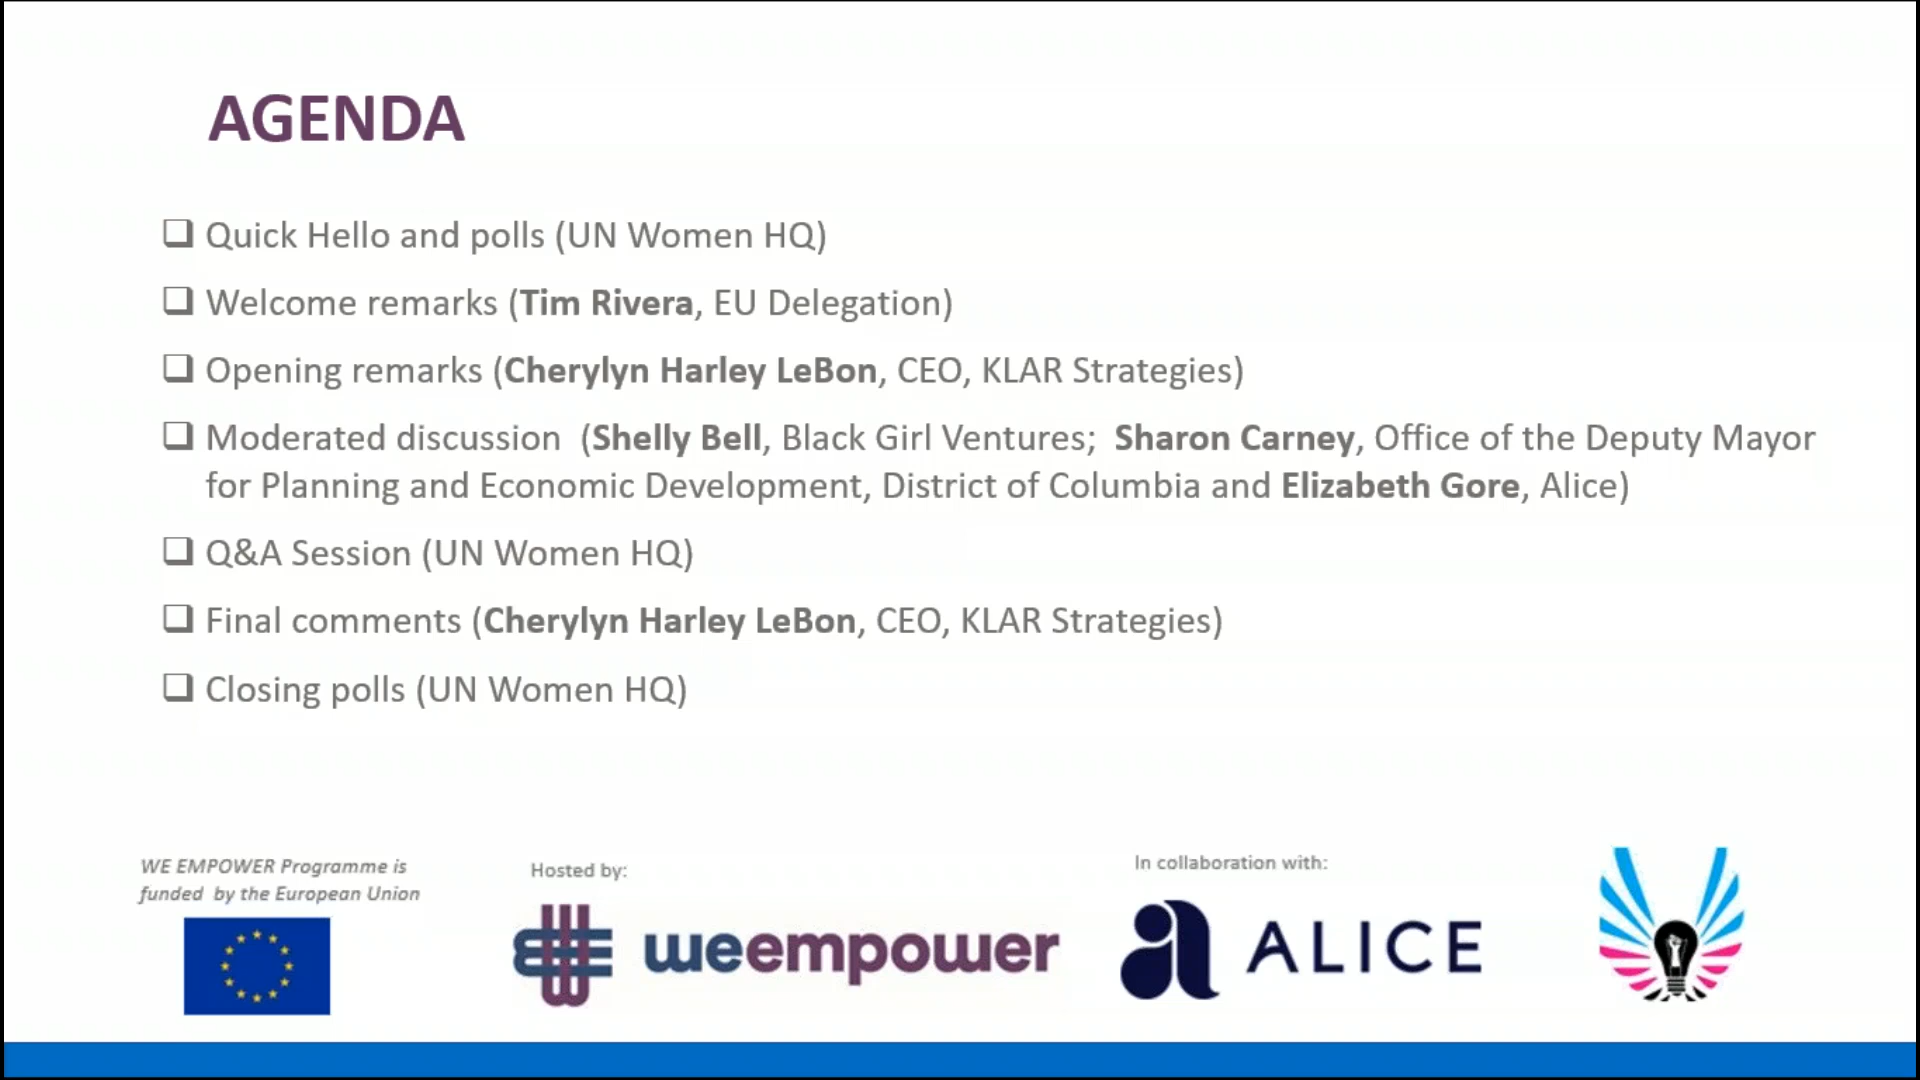 AGENDA
Quick Hello and polls (UN Women HQ)
Welcome remarks (Tim Rivera, EU Delegation)
Opening remarks (Cherylyn Harley LeBon, CEO, KLAR Strategies)
Moderated discussion (Shelly Bell, Black Girl Ventures; Sharon Carney, Office of the Deputy Mayor
for Planning and Economic Development, District of Columbia and Elizabeth Gore, Alice)
Q&A Session (UN Women HQ)
Final comments (Cherylyn Harley LeBon, CEO, KLAR Strategies)
Closing polls (UN Women HQ)
WE EMPOWER Programme is
funded by the European Union
Hosted by:
weempower
In collaboration with:
a ALICE